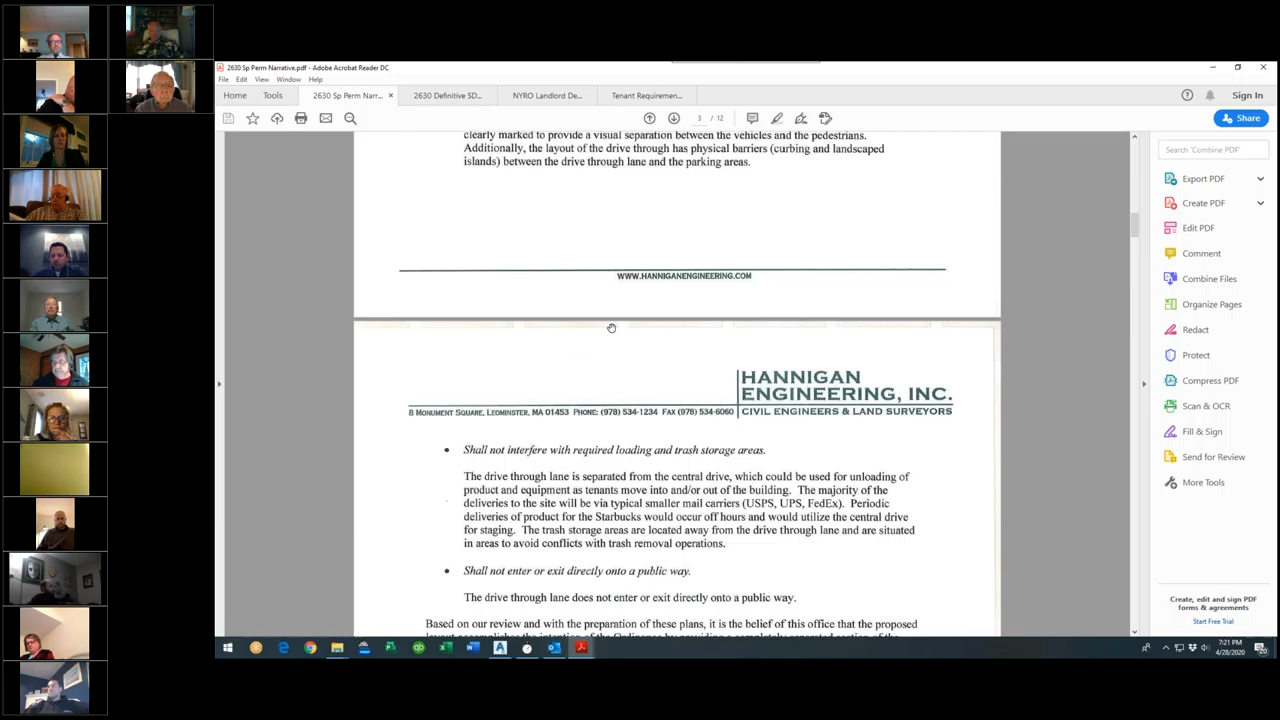 2630 Sp Perm Narrative.pdf - Adobe Acrobat Reader DC
File Edit View Window Help
Home Tools 2630 Sp Perm Narr... × 2630 Definitive SD... NYRO Landlord De... Tenant Requiremen... Sign In
3 / 12 Share
clearly marked to provide a visual separation between the vehicles and the pedestrians.
Additionally, the layout of the drive through has physical barriers (curbing and landscaped
islands) between the drive through lane and the parking areas.
WWW.HANNIGANENGINEERING.COM
HANNIGAN
ENGINEERING, INC.
8 MONUMENT SQUARE, LEOMINSTER, MA 01453 PHONE: (978) 534-1234 FAX (978) 534-6060 CIVIL ENGINEERS & LAND SURVEYORS
• Shall not interfere with required loading and trash storage areas.
The drive through lane is separated from the central drive, which could be used for unloading of
product and equipment as tenants move into and/or out of the building. The majority of the
deliveries to the site will be via typical smaller mail carriers (USPS, UPS, FedEx). Periodic
deliveries of product for the Starbucks would occur off hours and would utilize the central drive
for staging. The trash storage areas are located away from the drive through lane and are situated
in areas to avoid conflicts with trash removal operations.
• Shall not enter or exit directly onto a public way.
The drive through lane does not enter or exit directly onto a public way.
Based on our review and with the preparation of these plans, it is the belief of this office that the proposed
Search 'Combine PDF'
Export PDF
Create PDF
Edit PDF
Comment
Combine Files
Organize Pages
Redact
Protect
Compress PDF
Scan & OCR
Fill & Sign
Send for Review
More Tools
Create, edit and sign PDF
forms & agreements
Start Free Trial
7:21 PM
4/28/2020